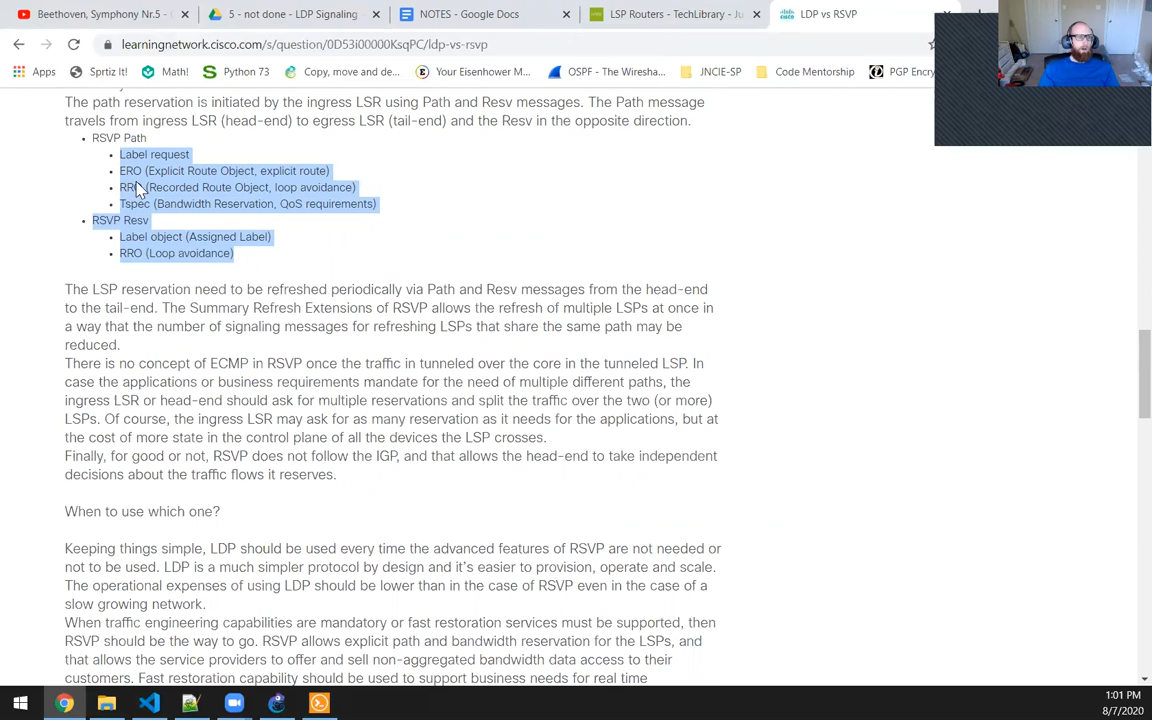 Beethoven, Symphony Nr.5 -
5 - not done - LDP Signaling
NOTES - Google Docs
LSP Routers - TechLibrary - Ju
LDP vs RSVP
learningnetwork.cisco.com/s/question/0D53i00000KsqPC/ldp-vs-rsvp
Apps
Sprtiz It!
Math!
Python 73
Copy, move and de...
Your Eisenhower M...
OSPF - The Wiresha...
JNCIE-SP
Code Mentorship
PGP Encry
The path reservation is initiated by the ingress LSR using Path and Resv messages. The Path message
travels from ingress LSR (head-end) to egress LSR (tail-end) and the Resv in the opposite direction.
• RSVP Path
• Label request
• ERO (Explicit Route Object, explicit route)
• RRO (Recorded Route Object, loop avoidance)
• Tspec (Bandwidth Reservation, QoS requirements)
• RSVP Resv
• Label object (Assigned Label)
• RRO (Loop avoidance)
The LSP reservation need to be refreshed periodically via Path and Resv messages from the head-end
to the tail-end. The Summary Refresh Extensions of RSVP allows the refresh of multiple LSPs at once in
a way that the number of signaling messages for refreshing LSPs that share the same path may be
reduced.
There is no concept of ECMP in RSVP once the traffic in tunneled over the core in the tunneled LSP. In
case the applications or business requirements mandate for the need of multiple different paths, the
ingress LSR or head-end should ask for multiple reservations and split the traffic over the two (or more)
LSPs. Of course, the ingress LSR may ask for as many reservation as it needs for the applications, but at
the cost of more state in the control plane of all the devices the LSP crosses.
Finally, for good or not, RSVP does not follow the IGP, and that allows the head-end to take independent
decisions about the traffic flows it reserves.
When to use which one?
Keeping things simple, LDP should be used every time the advanced features of RSVP are not needed or
not to be used. LDP is a much simpler protocol by design and it's easier to provision, operate and scale.
The operational expenses of using LDP should be lower than in the case of RSVP even in the case of a
slow growing network.
When traffic engineering capabilities are mandatory or fast restoration services must be supported, then
RSVP should be the way to go. RSVP allows explicit path and bandwidth reservation for the LSPs, and
that allows the service providers to offer and sell non-aggregated bandwidth data access to their
customers. Fast restoration capability should be used to support business needs for real time
1:01 PM
8/7/2020